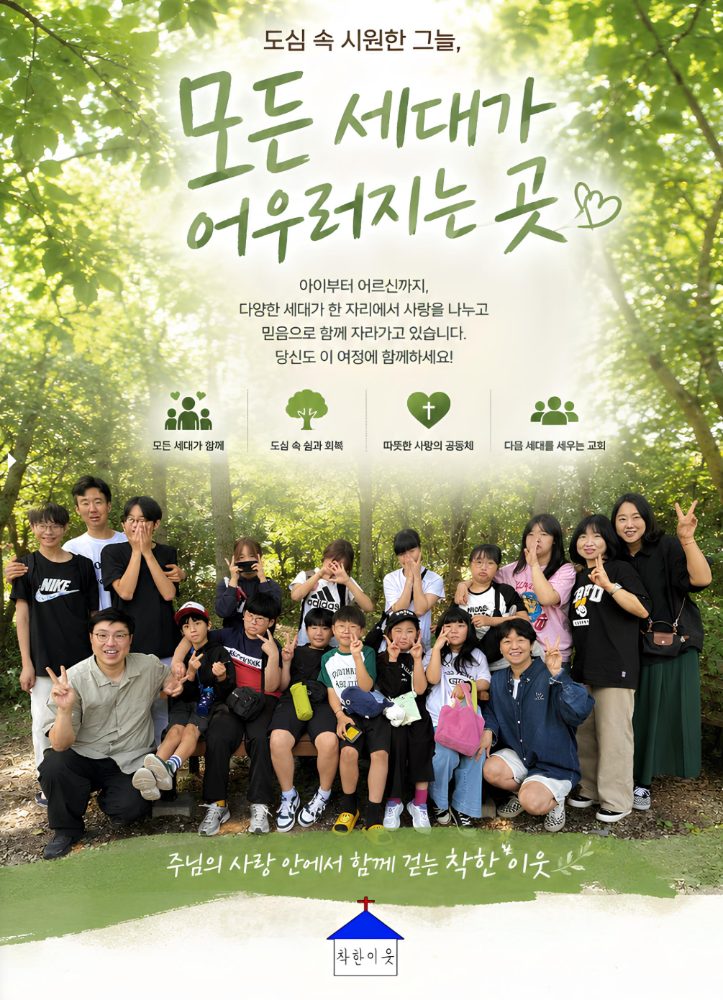 도심 속 시원한 그늘,
모든 세대가
어우러지는 곳
아이부터 어르신까지,
다양한 세대가 한 자리에서 사랑을 나누고
믿음으로 함께 자라가고 있습니다.
당신도 이 여정에 함께하세요!
모든 세대가 함께
도심 속 쉼과 회복
따뜻한 사랑의 공동체
다음 세대를 세우는 교회
NIKE
adidas
주님의 사랑 안에서 함께 걷는 착한 이웃
착한이웃